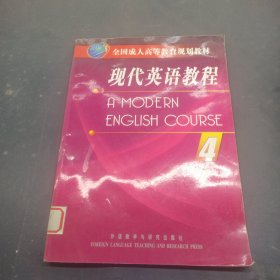 全国成人高等教育规划教材
现代英语教程
A MODERN
ENGLISH COURSE
4
外语教学与研究出版社
FOREIGN LANGUAGE TEACHING AND RESEARCH PRESS